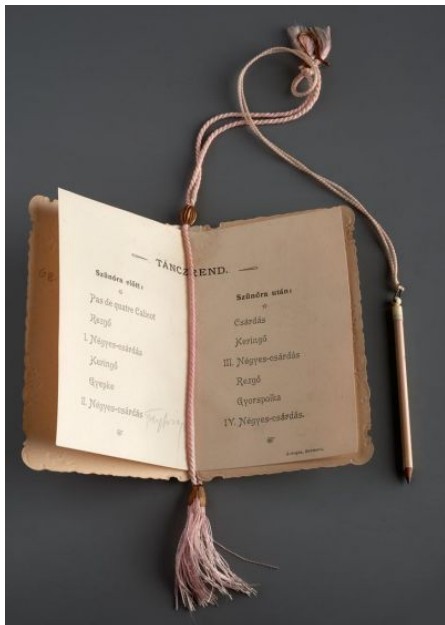 TÁNCZREND.
Szünóra előtt:
Pas de quatre Calicot
Rezgő
I. Négyes-csárdás
Keringő
Gyepke
II. Négyes-csárdás
Szünóra után:
Csárdás
Keringő
III. Négyes-csárdás
Rezgő
Gyorspolka
IV. Négyes-csárdás.